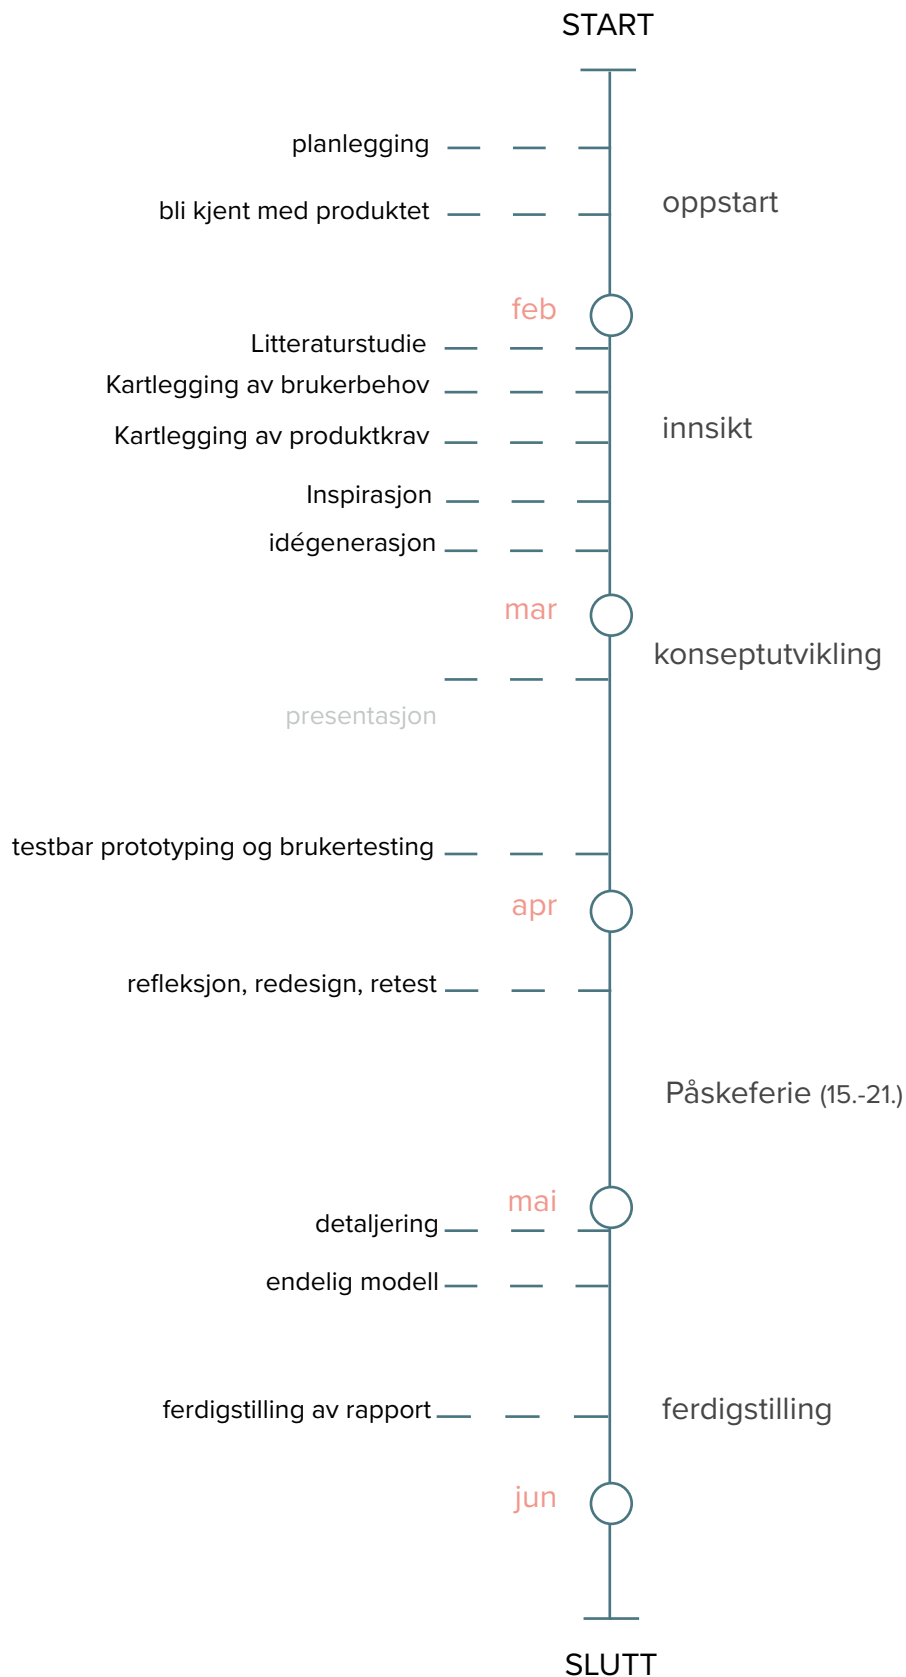 START
planlegging
oppstart
bli kjent med produktet
feb
Litteraturstudie
Kartlegging av brukerbehov
innsikt
Kartlegging av produktkrav
Inspirasjon
idégenerasjon
mar
konseptutvikling
presentasjon
testbar prototyping og brukertesting
apr
refleksjon, redesign, retest
Påskeferie (15.-21.)
mai
detaljering
endelig modell
ferdigstilling av rapport
ferdigstilling
jun
SLUTT